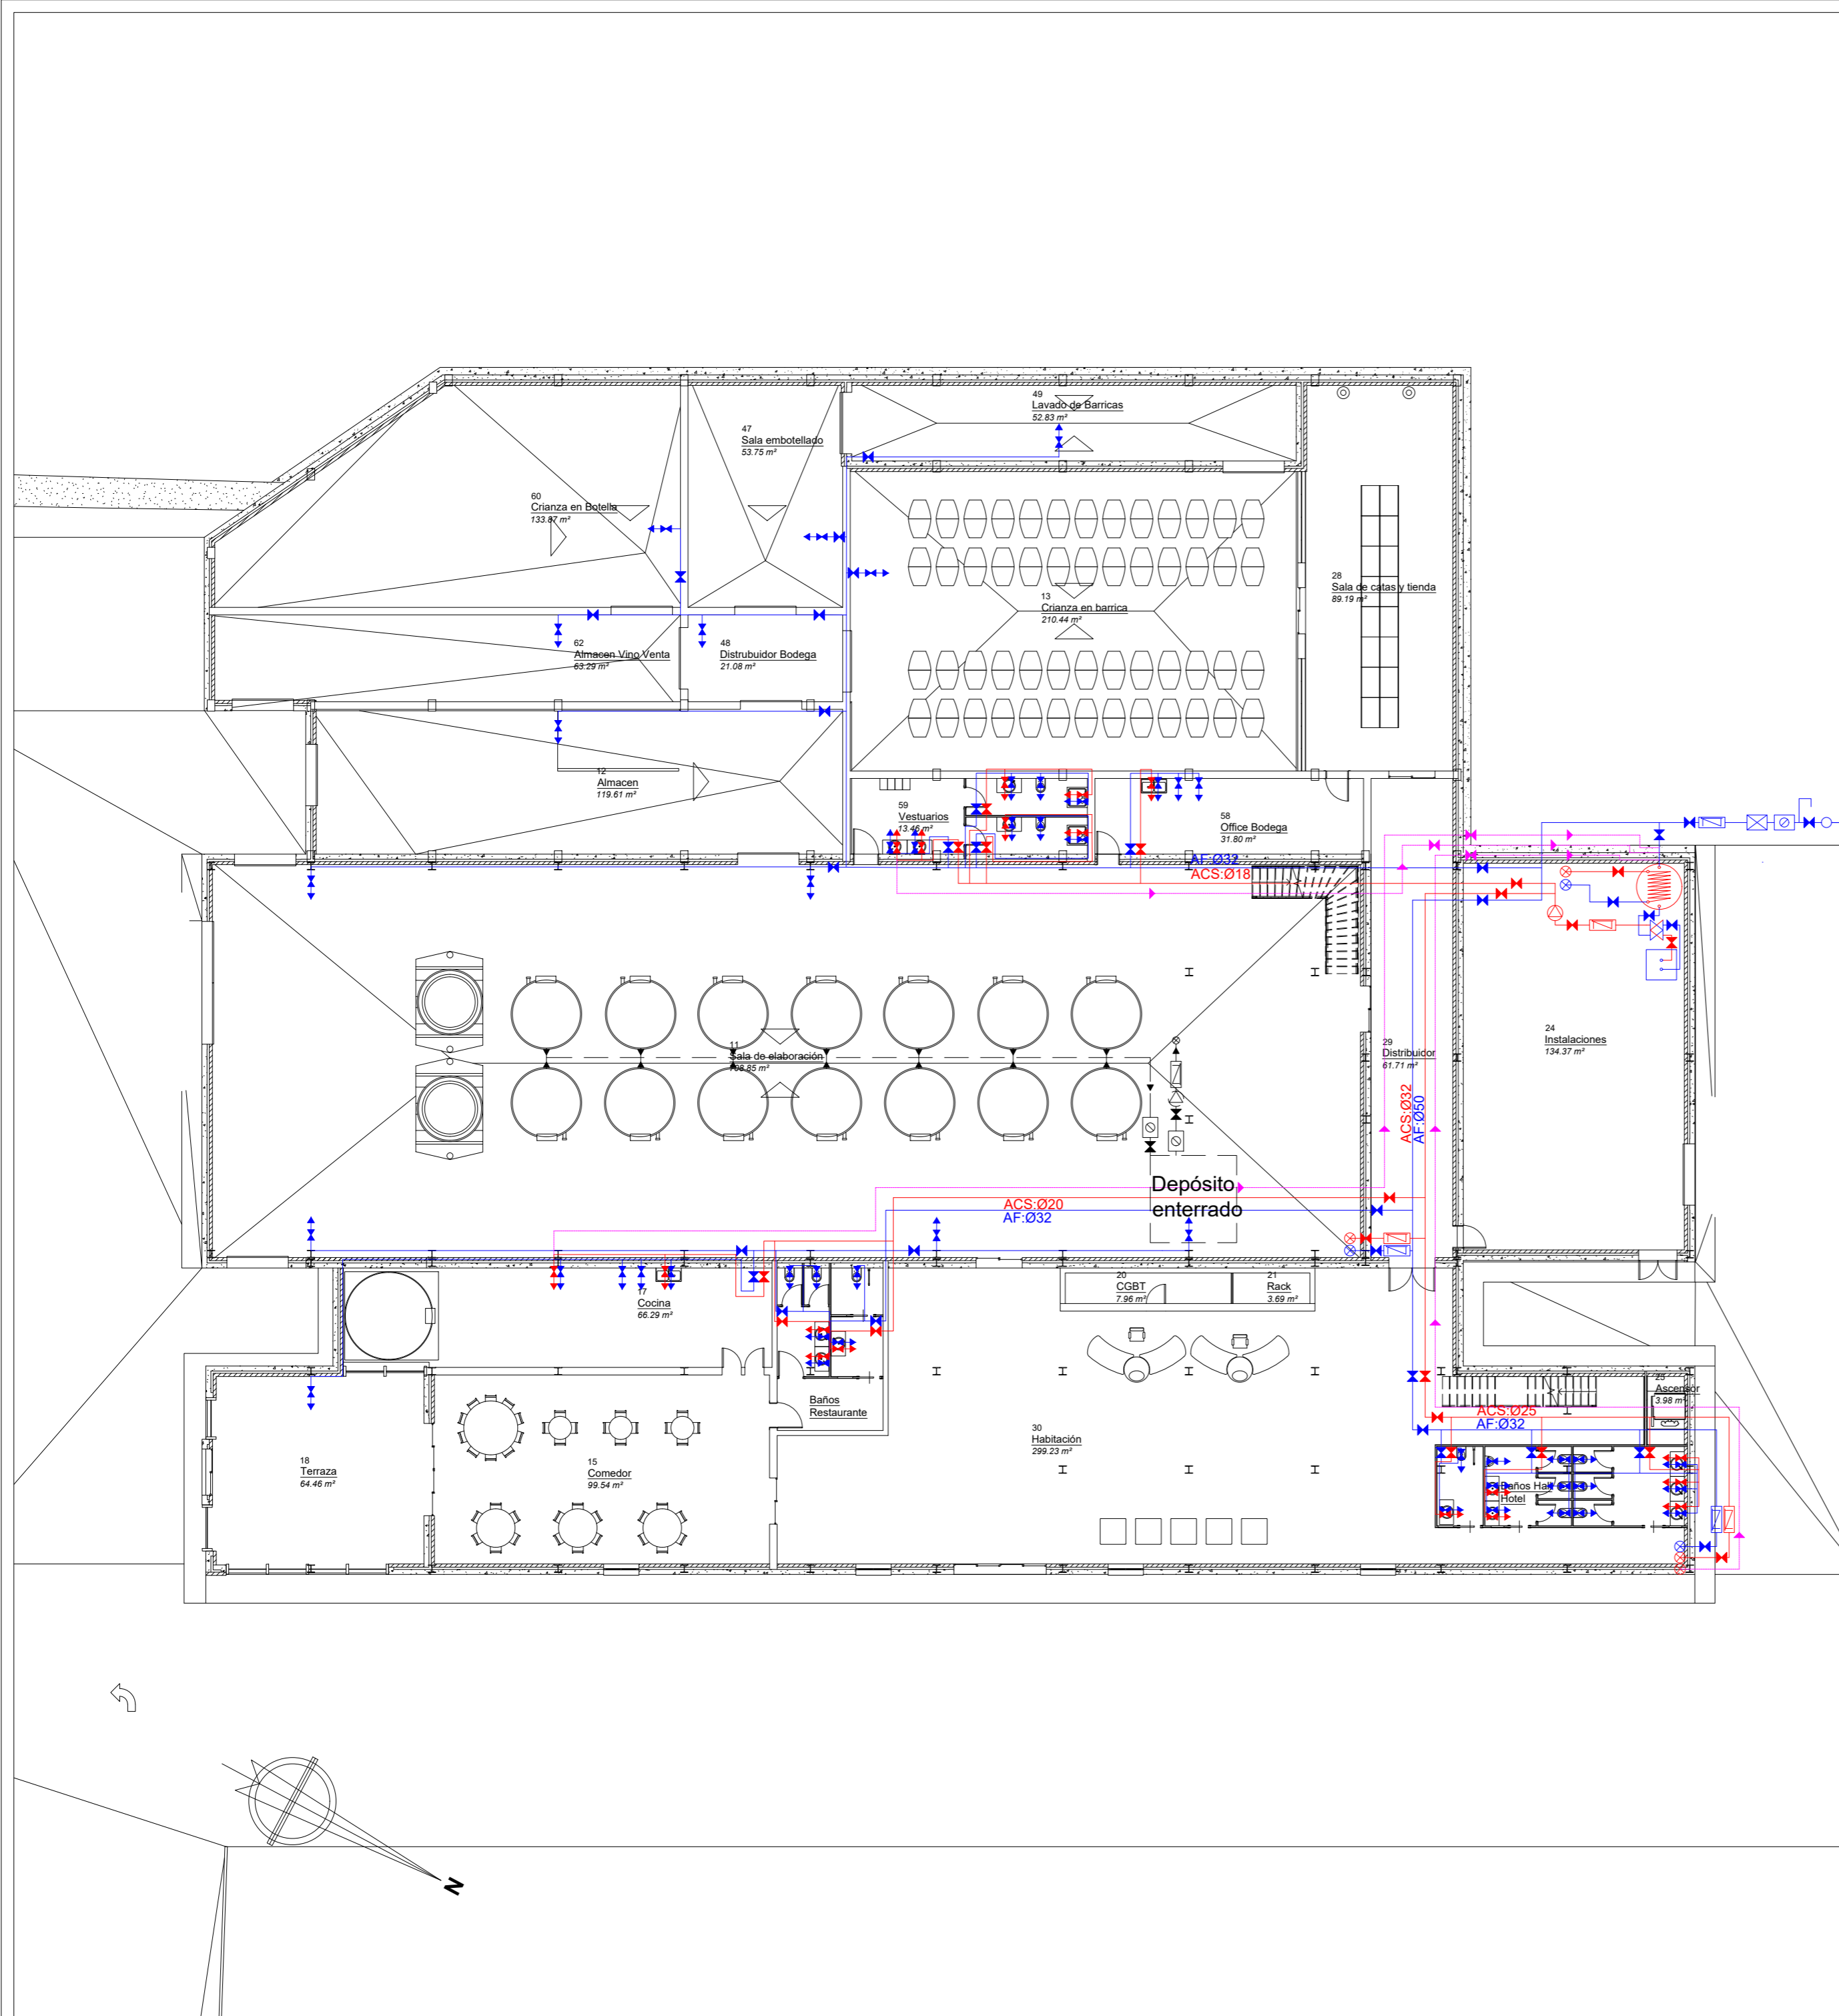 49
Lavado de Barricas
52.83 m²
47
Sala embotellado
53.75 m²
60
Crianza en Botella
133.87 m²
28
Sala de catas y tienda
89.19 m²
13
Crianza en barrica
210.44 m²
62
Almacen Vino Venta
63.29 m²
48
Distrubuidor Bodega
21.08 m²
12
Almacen
119.61 m²
59
Vestuarios
13.46 m²
58
Office Bodega
31.80 m²
AF:Ø32
ACS:Ø18
24
Instalaciones
134.37 m²
29
Distribuidor
61.71 m²
11
Sala de elaboración
ACS:Ø32
AF:Ø50
Depósito
enterrado
ACS:Ø20
AF:Ø32
17
Cocina
66.29 m²
20
CGBT
7.96 m²
21
Rack
3.69 m²
25
Ascensor
3.98 m²
Baños
Restaurante
ACS:Ø25
AF:Ø32
30
Habitación
299.23 m²
18
Terraza
64.46 m²
15
Comedor
99.54 m²
Baños Hall
Hotel
N